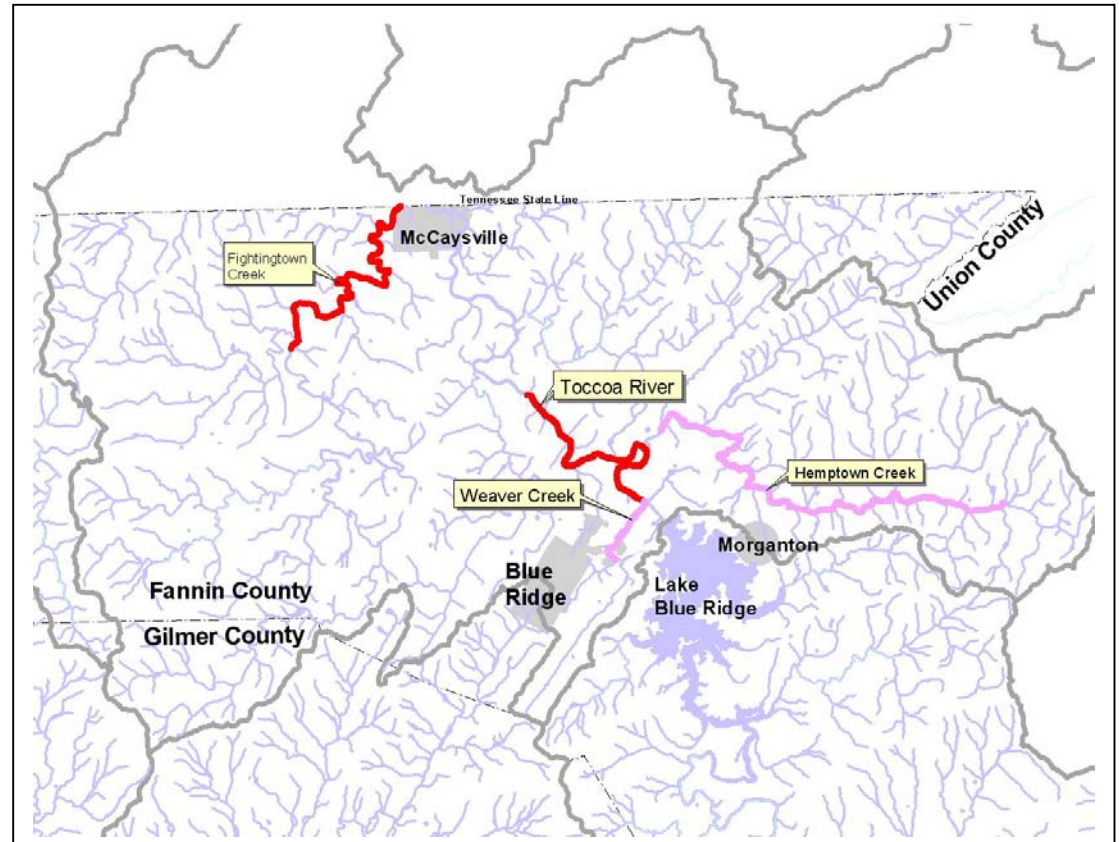 Tennessee State Line
McCaysville
Fightingtown
Creek
Union County
Toccoa River
Hemptown Creek
Weaver Creek
Morganton
Blue
Ridge
Lake
Blue Ridge
Fannin County
Gilmer County